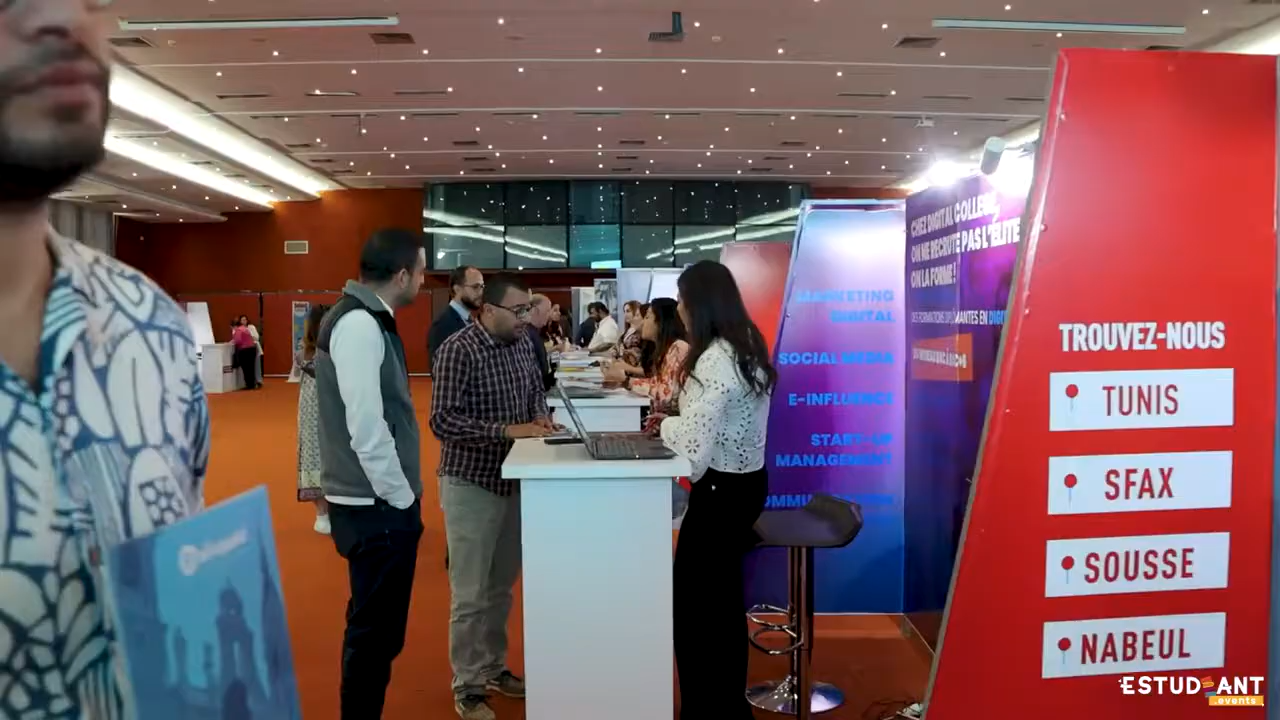 CHEZ DIGITAL COLLEGE,
ON NE RECRUTE PAS L'ÉLITE
ON LA FORME !
MARKETING
DIGITAL
SOCIAL MEDIA
E-INFLUENCE
START-UP
MANAGEMENT
TROUVEZ-NOUS
TUNIS
SFAX
SOUSSE
NABEUL
ESTUDIANT
.events